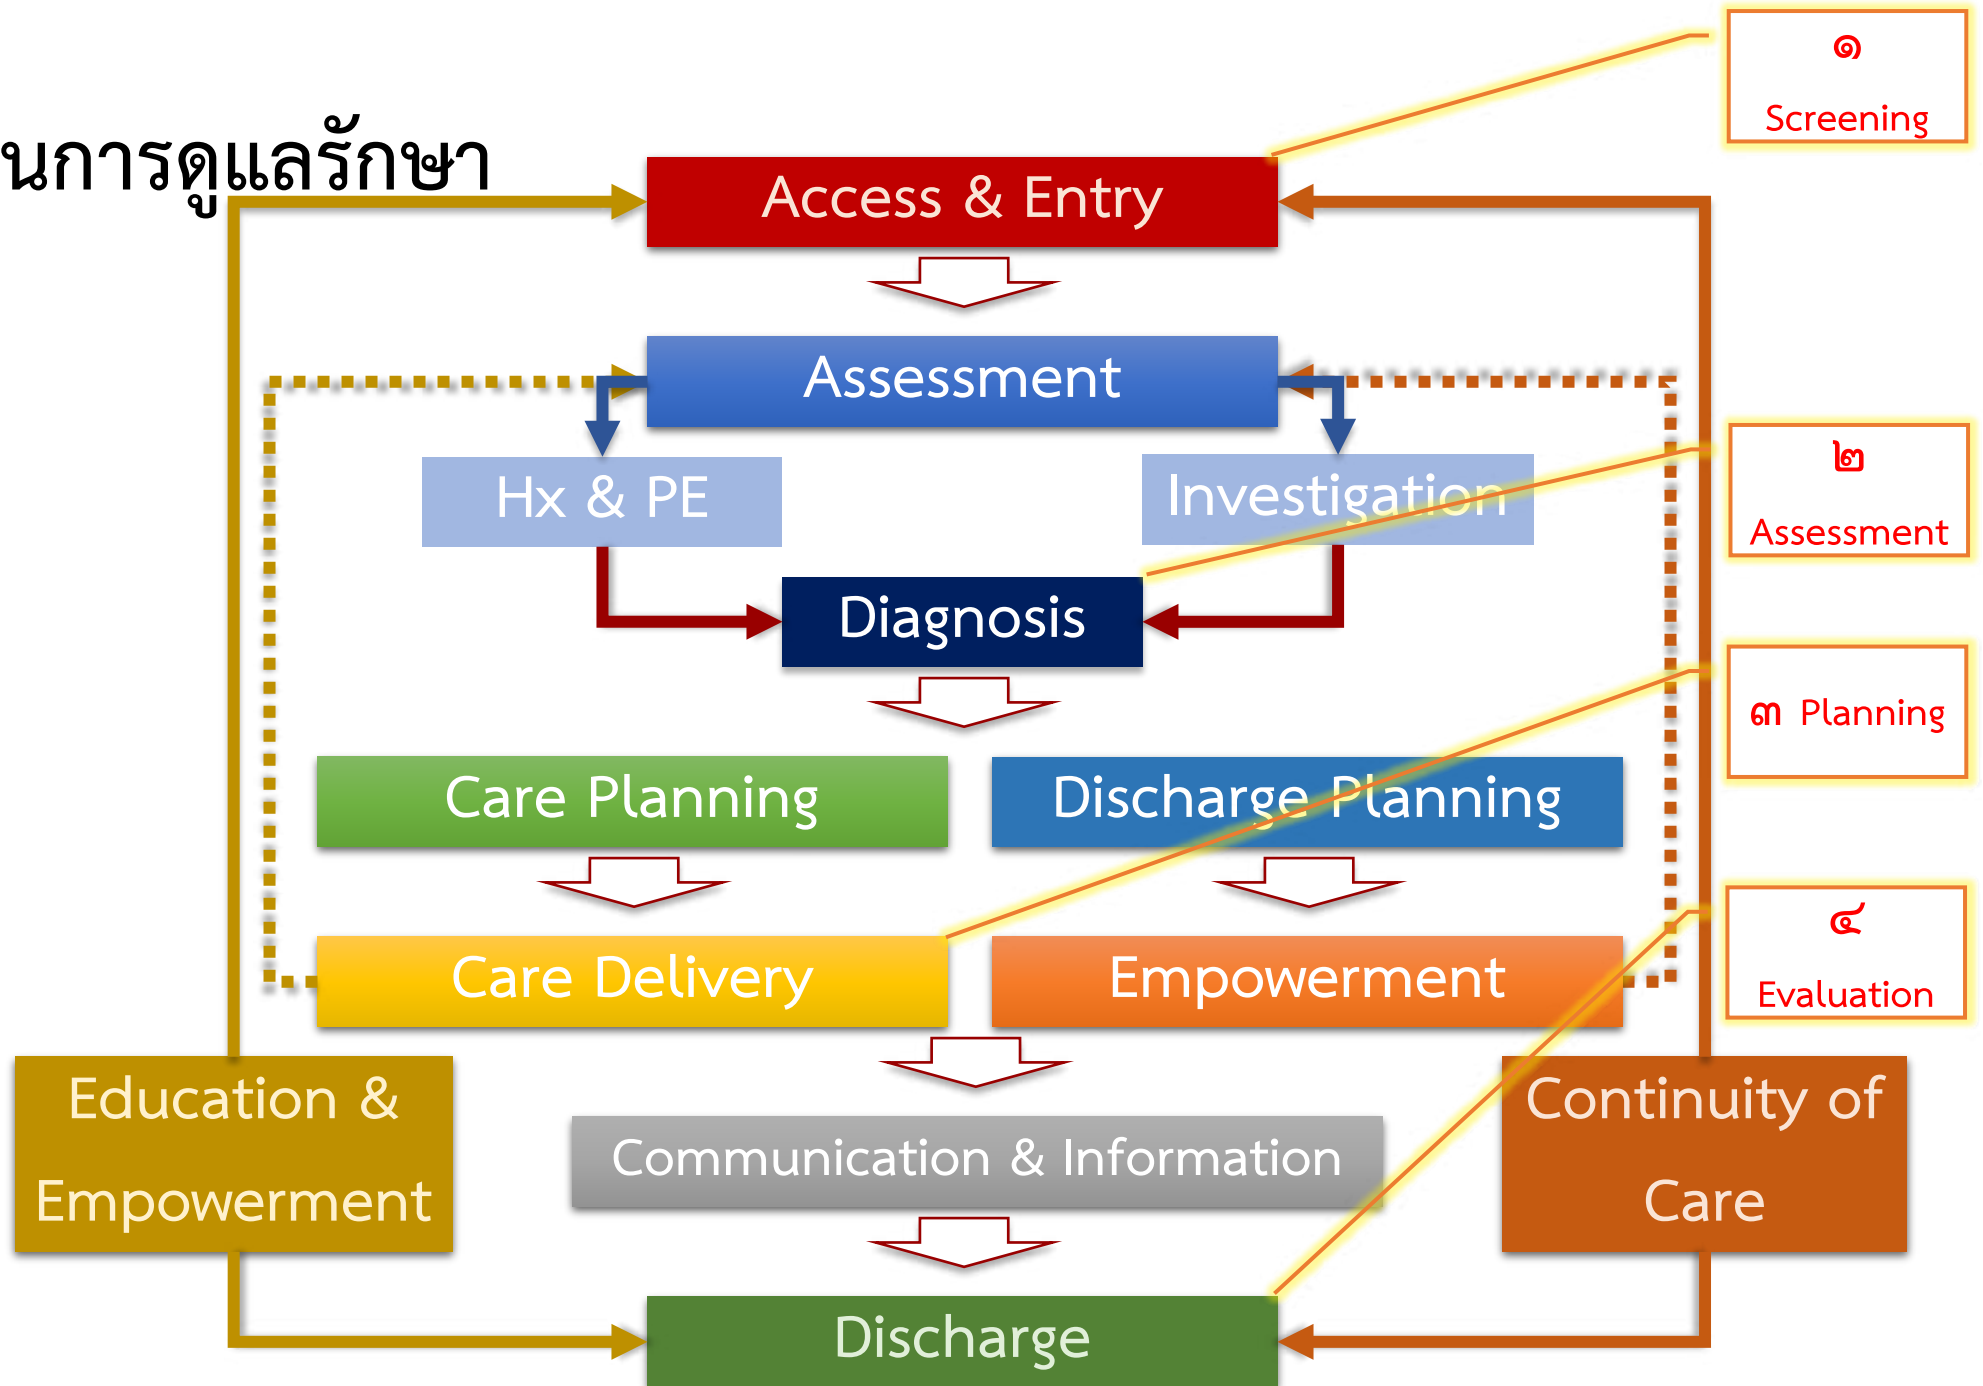 ๑
Screening
นการดูแลรักษา
Access & Entry
Assessment
Hx & PE
Investigation
๒
Assessment
Diagnosis
๓ Planning
Care Planning
Discharge Planning
๔
Evaluation
Care Delivery
Empowerment
Education &
Empowerment
Communication & Information
Continuity of
Care
Discharge